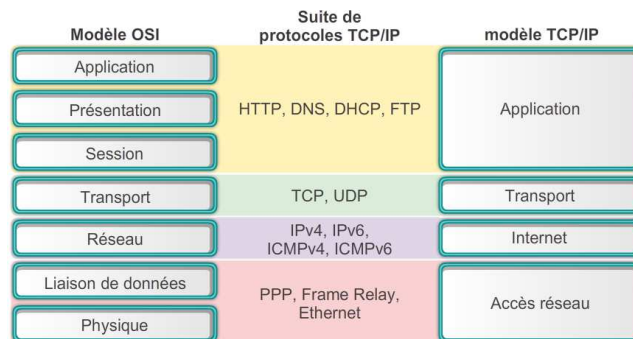 Modèle OSI
Suite de
protocoles TCP/IP
modèle TCP/IP
Application
Présentation
HTTP, DNS, DHCP, FTP
Application
Session
Transport
TCP, UDP
Transport
Réseau
IPv4, IPv6,
ICMPv4, ICMPv6
Internet
Liaison de données
PPP, Frame Relay,
Ethernet
Accès réseau
Physique